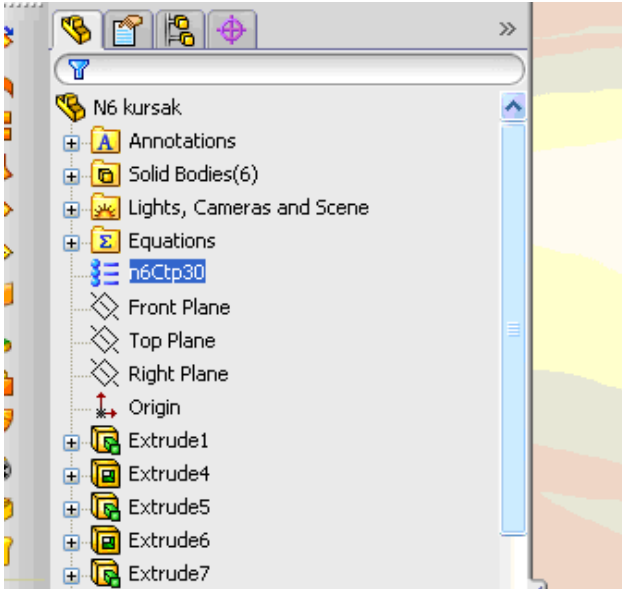 N6 kursak
Annotations
Solid Bodies(6)
Lights, Cameras and Scene
Equations
n6Ctp30
Front Plane
Top Plane
Right Plane
Origin
Extrude1
Extrude4
Extrude5
Extrude6
Extrude7